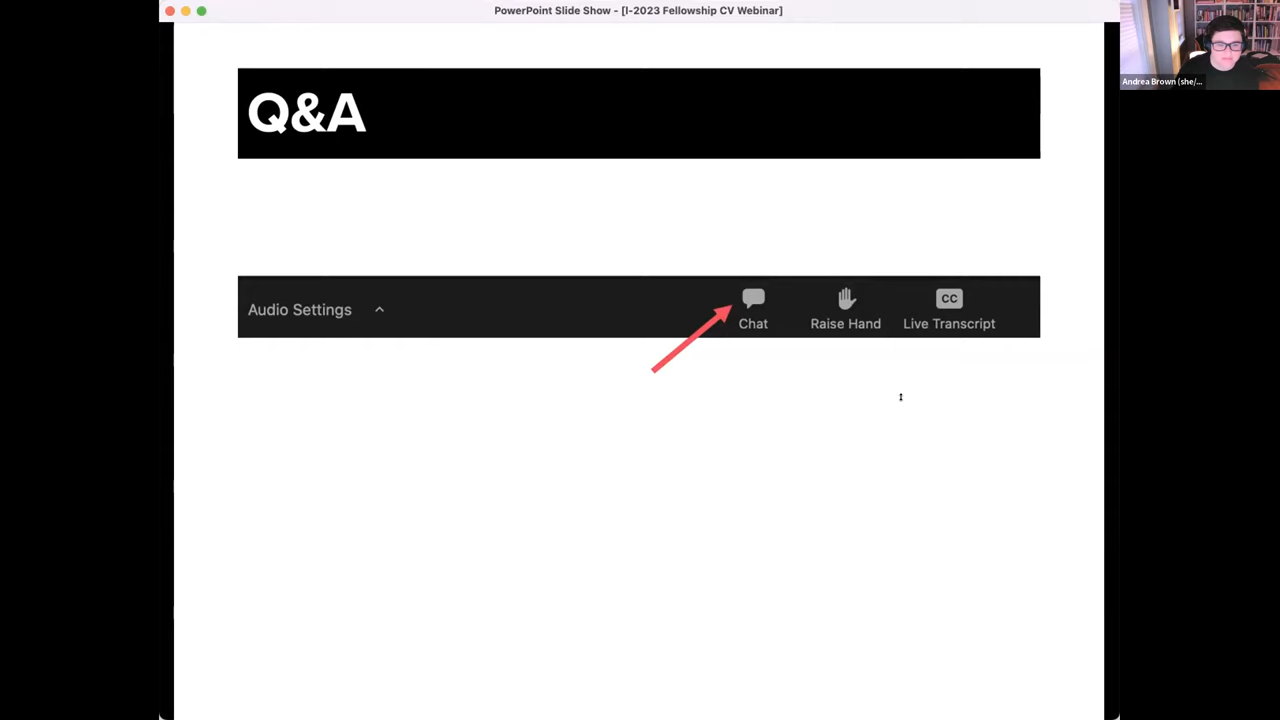 PowerPoint Slide Show - [I-2023 Fellowship CV Webinar]
Andrea Brown (she/...
Q&A
Audio Settings
Chat
Raise Hand
CC
Live Transcript